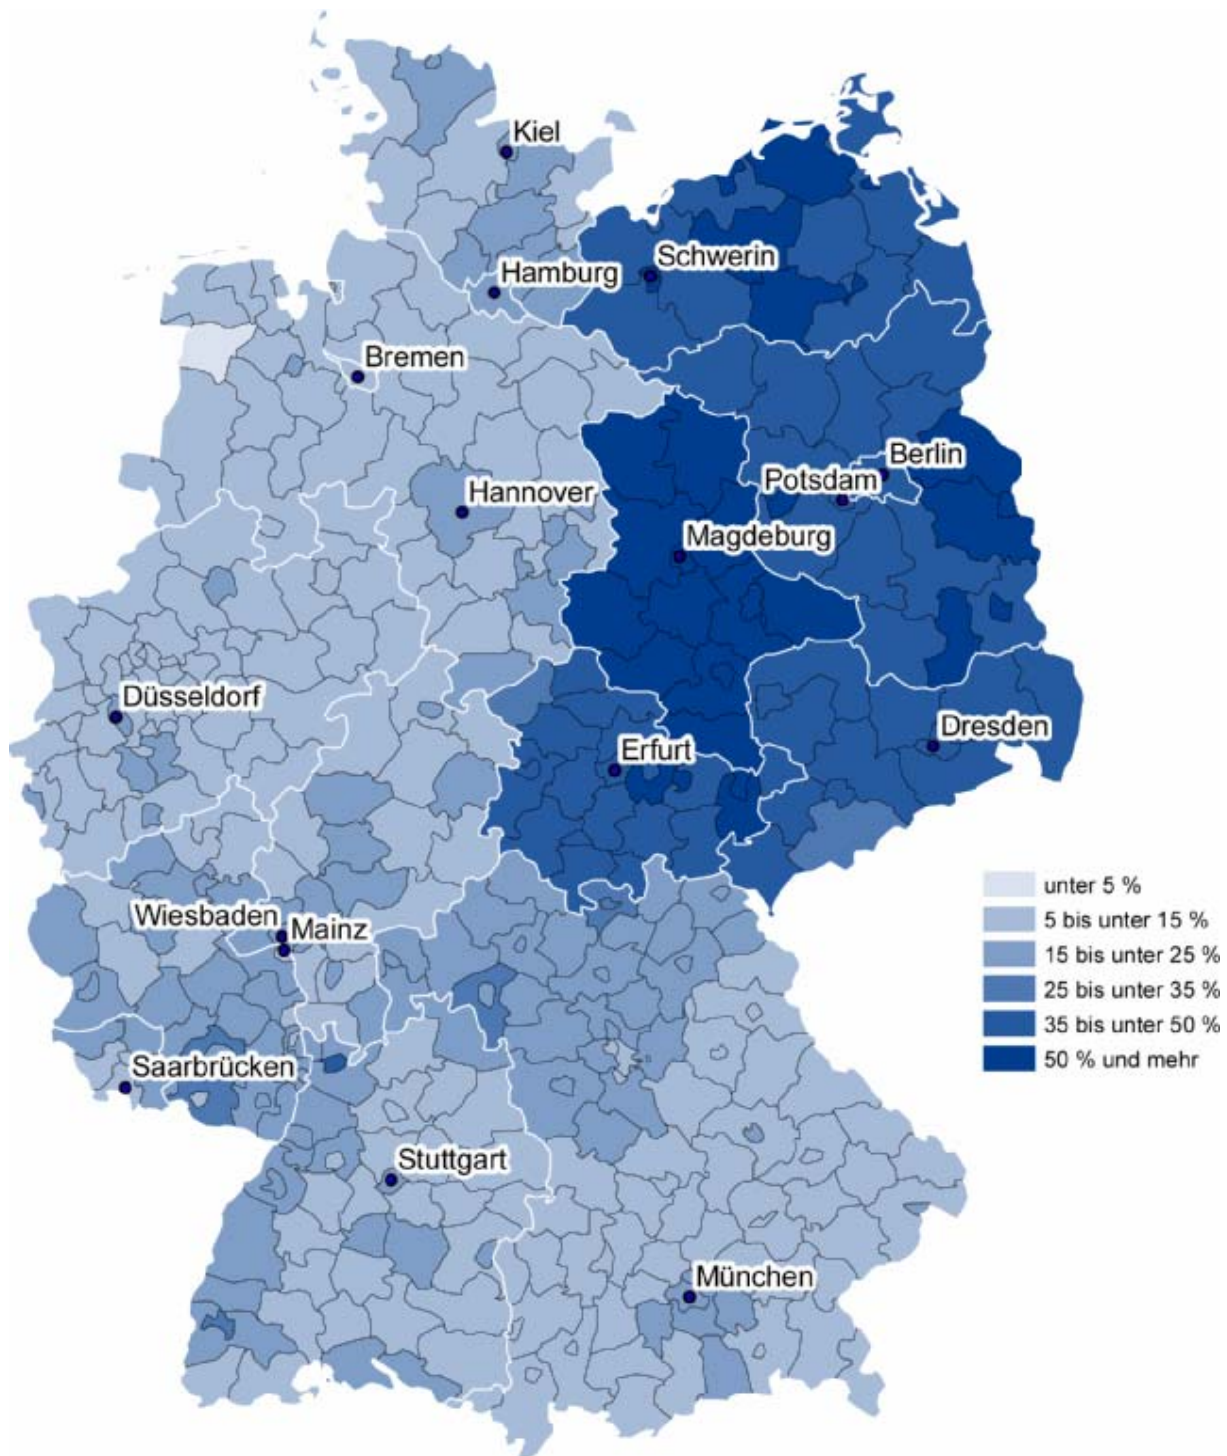 Kiel
Schwerin
Hamburg
Bremen
Berlin
Potsdam
Hannover
Magdeburg
Düsseldorf
Dresden
Erfurt
Wiesbaden
Mainz
Saarbrücken
Stuttgart
München
unter 5 %
5 bis unter 15 %
15 bis unter 25 %
25 bis unter 35 %
35 bis unter 50 %
50 % und mehr